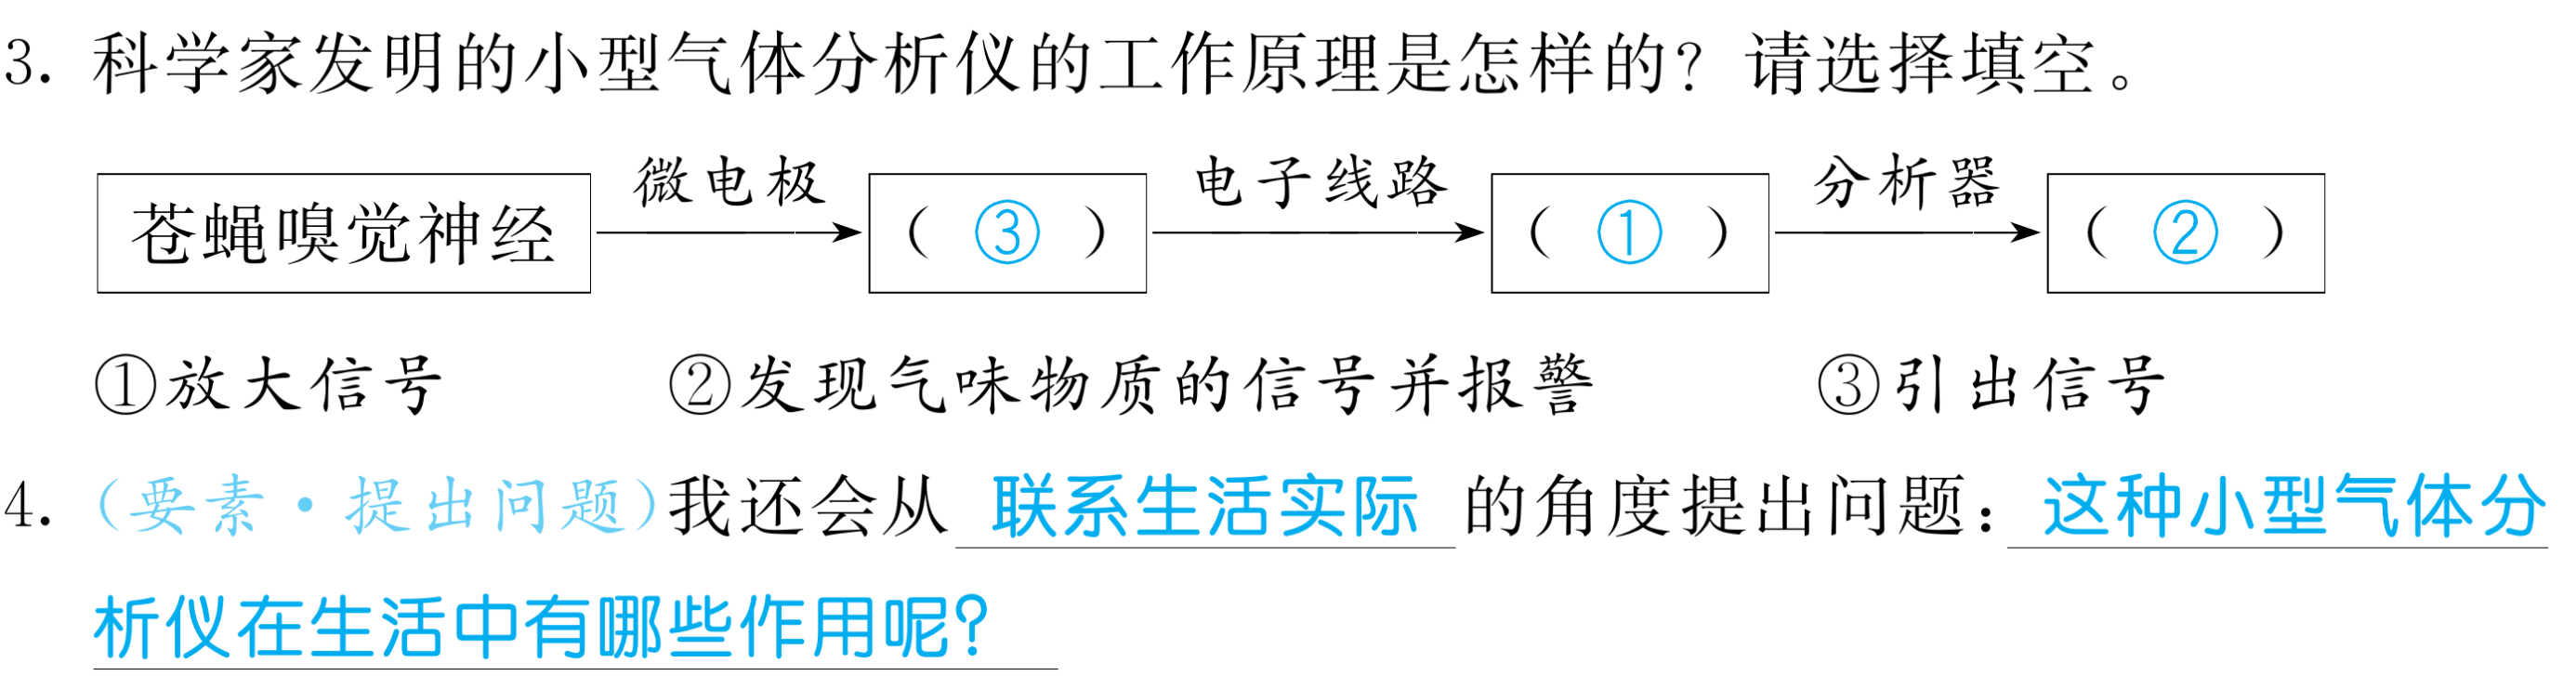 3. 科学家发明的小型气体分析仪的工作原理是怎样的？请选择填空。
苍蝇嗅觉神经 微电极 （ ③ ） 电子线路 （ ① ） 分析器 （ ② ）
①放大信号 ②发现气味物质的信号并报警 ③引出信号
4.（要素·提出问题）我还会从 联系生活实际 的角度提出问题：这种小型气体分
析仪在生活中有哪些作用呢？